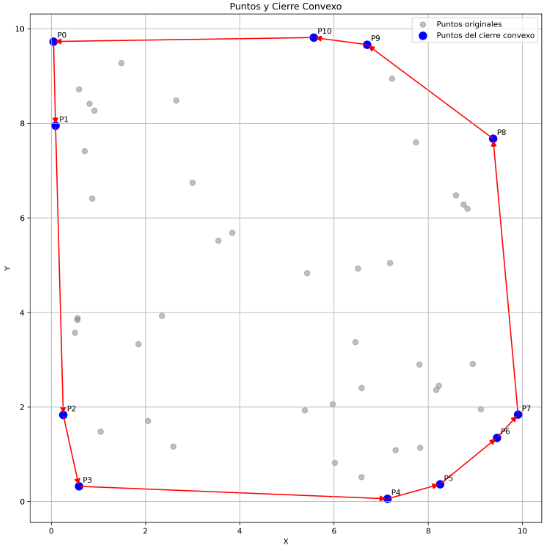 Puntos y Cierre Convexo
Puntos originales
Puntos del cierre convexo
P0
P10
P9
P1
P8
P2
P7
P6
P3
P5
P4
10
8
6
4
2
0
Y
0 2 4 6 8 10
X